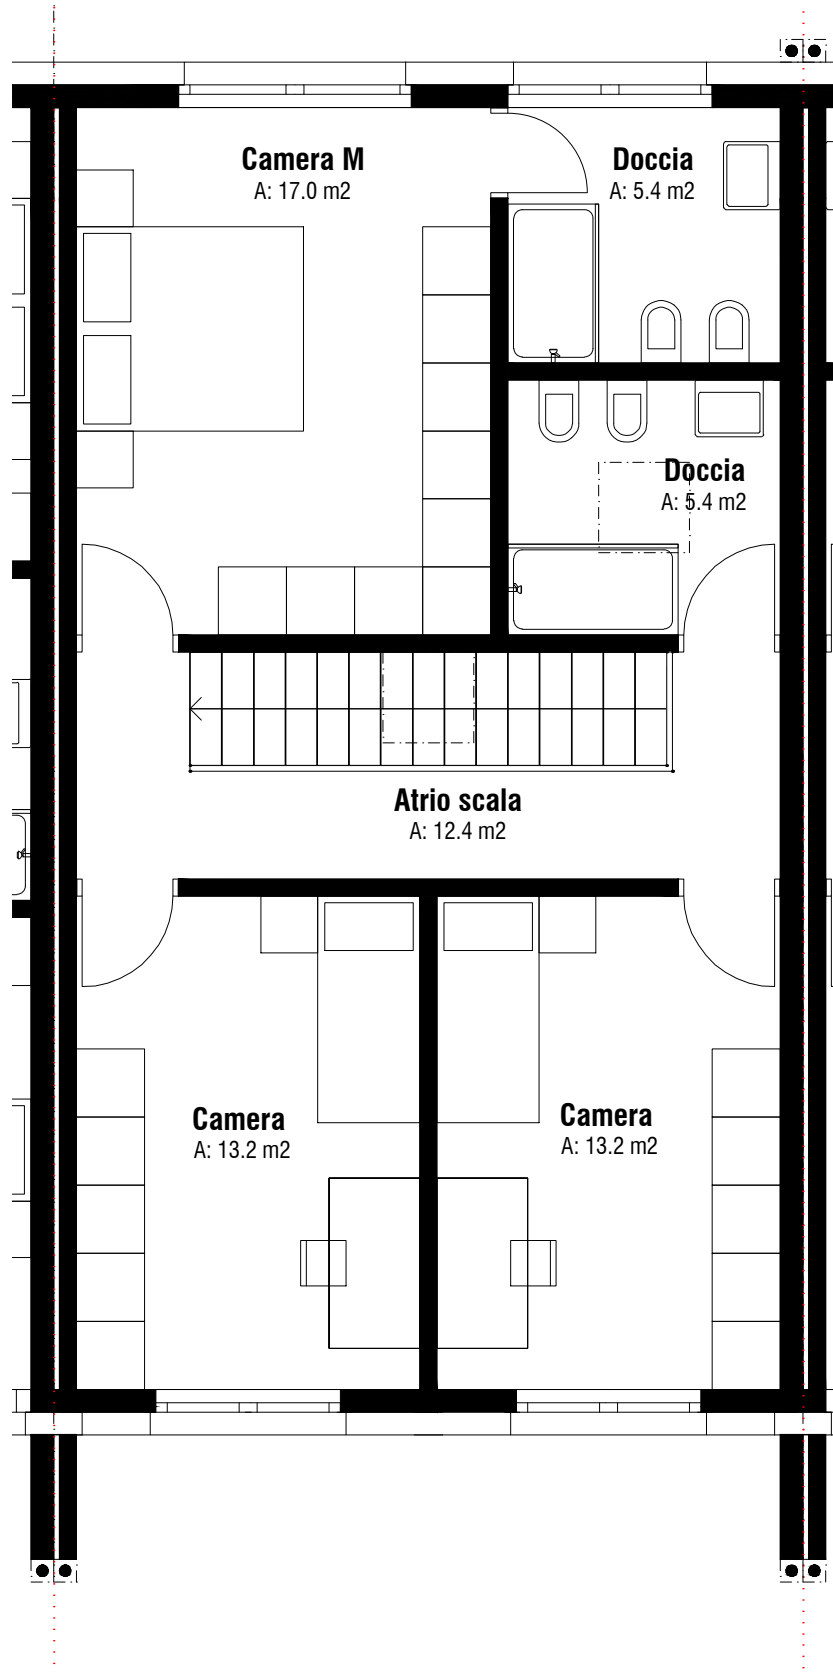 Camera M
A: 17.0 m2
Doccia
A: 5.4 m2
Doccia
A: 5.4 m2
Atrio scala
A: 12.4 m2
Camera
A: 13.2 m2
Camera
A: 13.2 m2